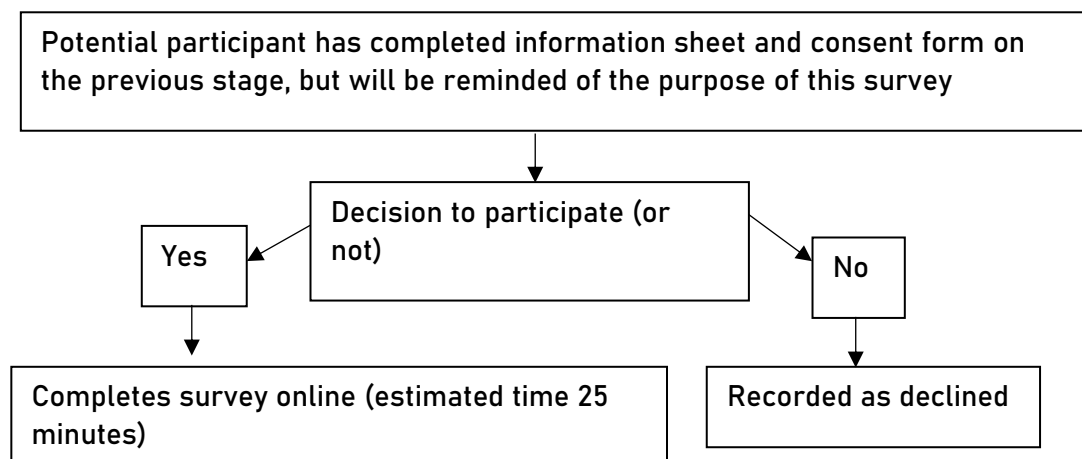 Potential participant has completed information sheet and consent form on
the previous stage, but will be reminded of the purpose of this survey
Decision to participate (or
not)
Yes
No
Completes survey online (estimated time 25
minutes)
Recorded as declined